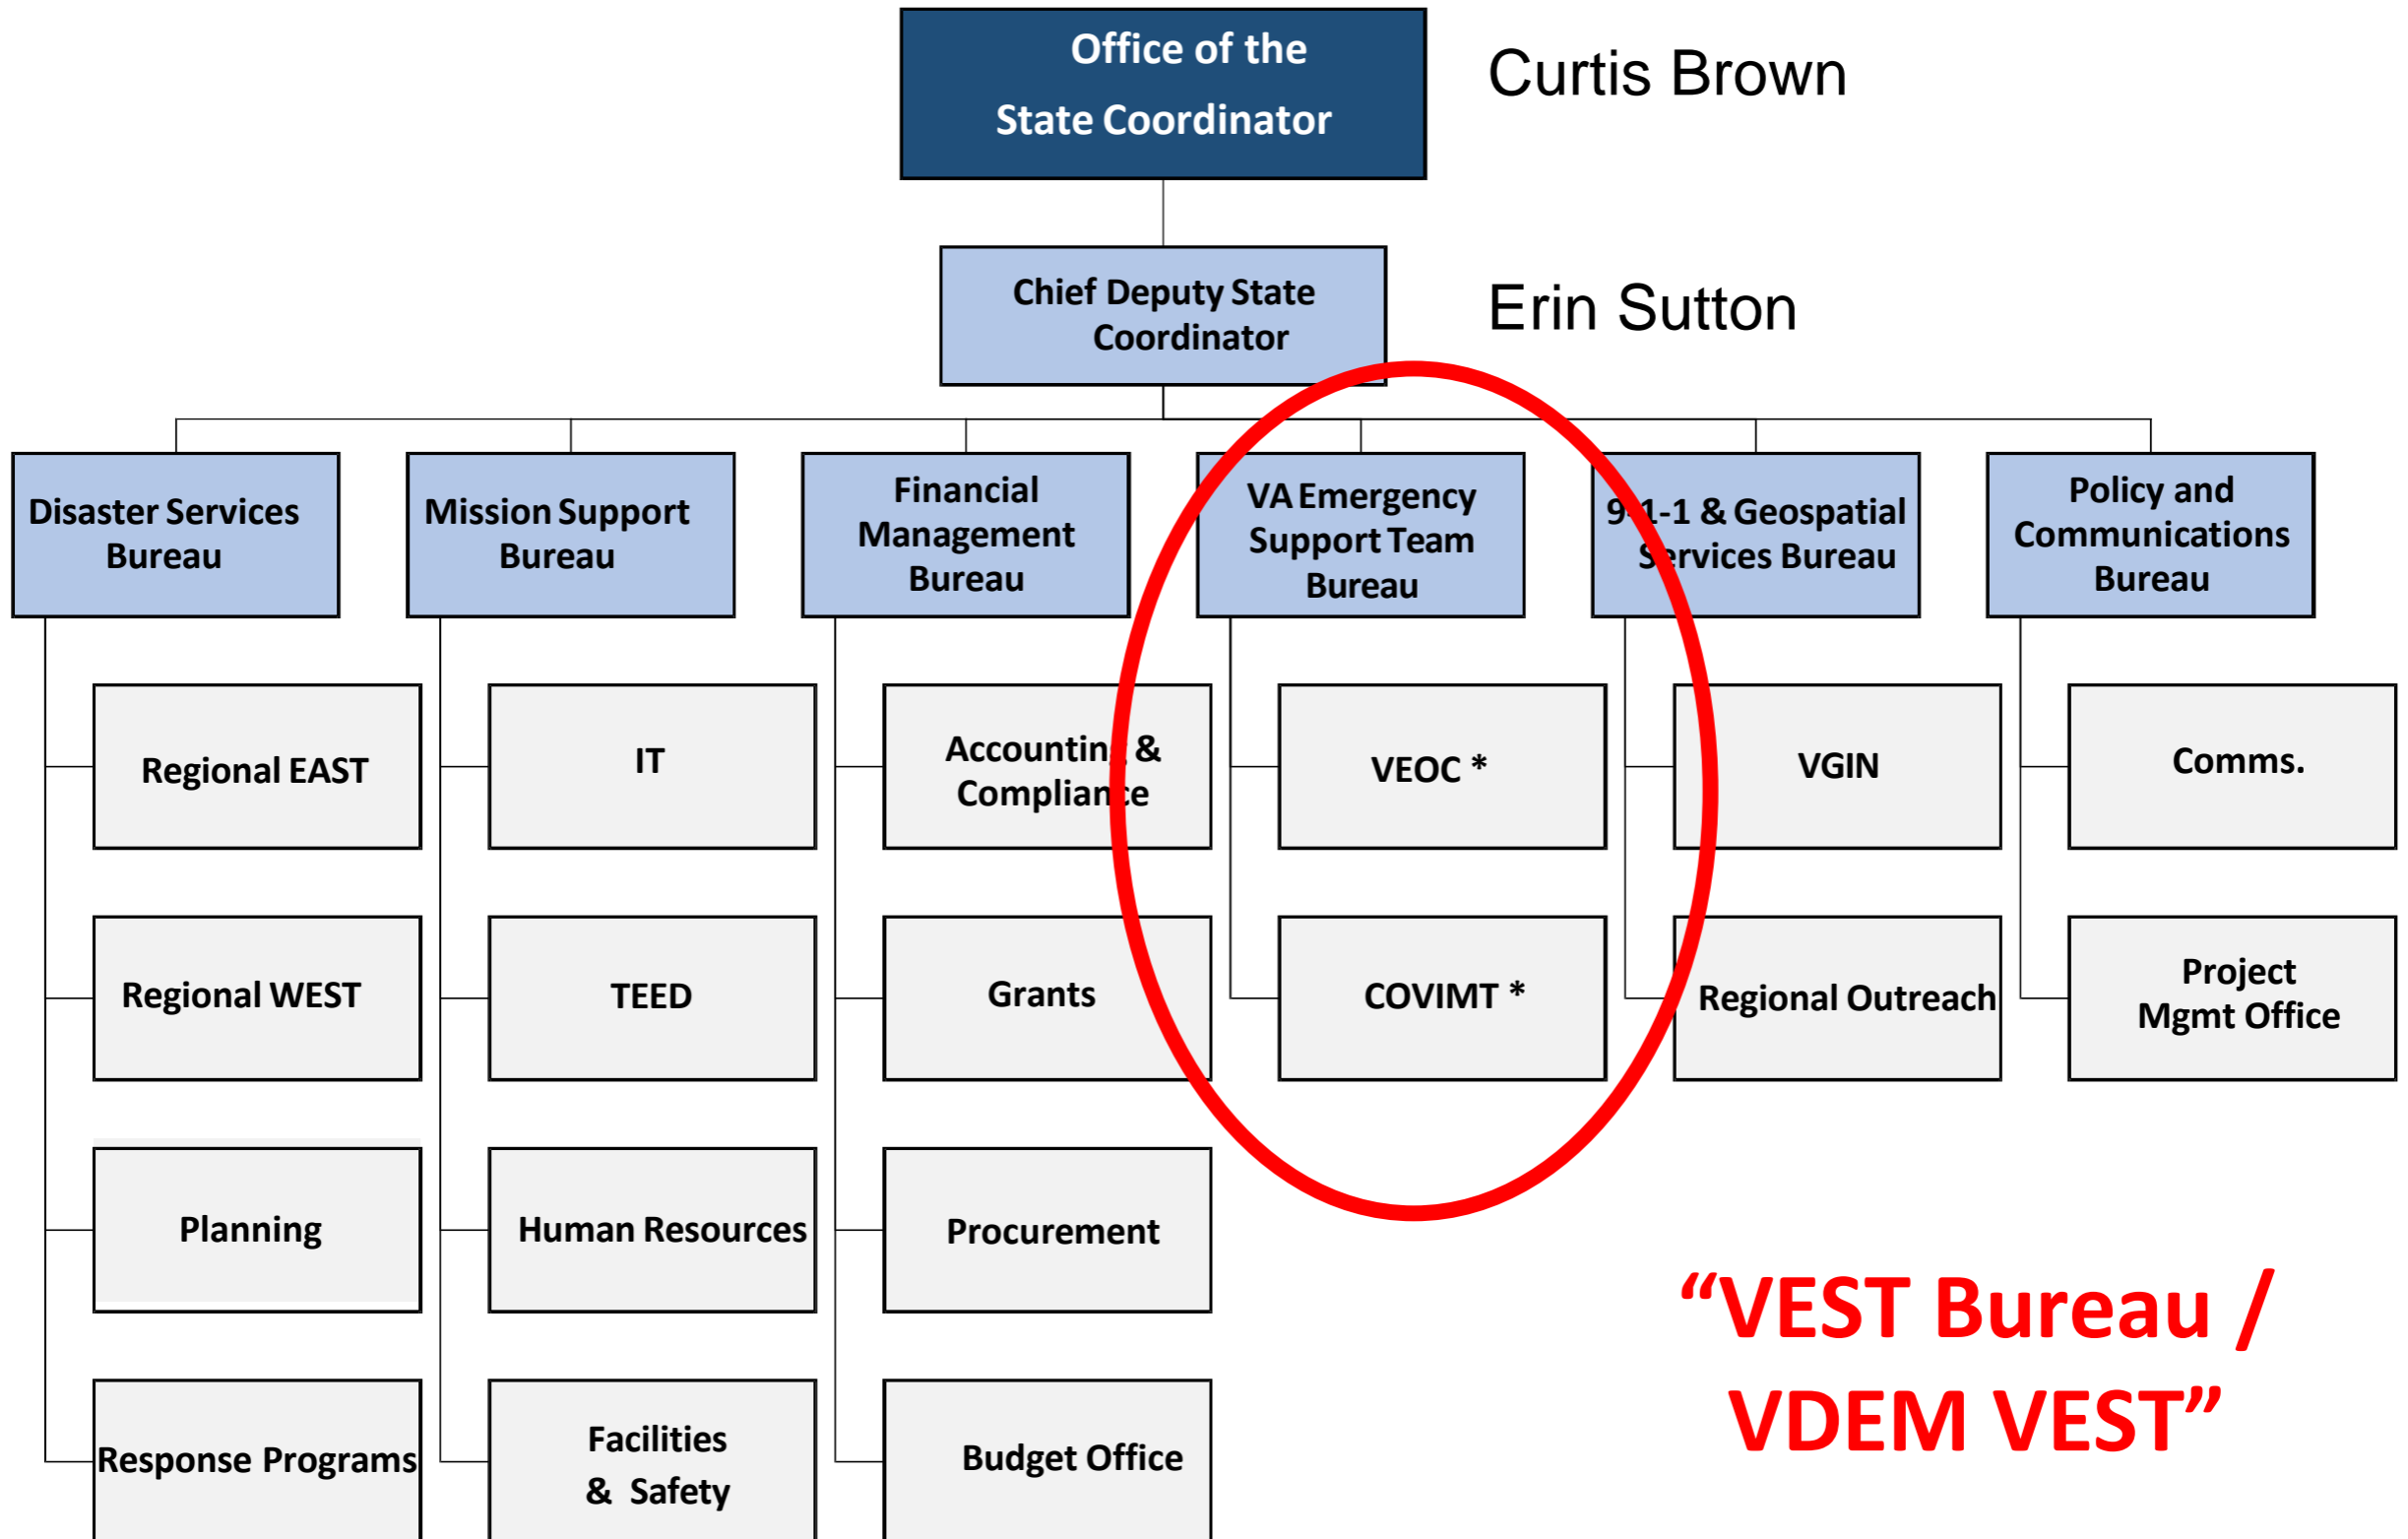 Office of the
State Coordinator
Curtis Brown
Chief Deputy State
Coordinator
Erin Sutton
Disaster Services
Bureau
Mission Support
Bureau
Financial
Management
Bureau
VA Emergency
Support Team
Bureau
9-1-1 & Geospatial
Services Bureau
Policy and
Communications
Bureau
Regional EAST
IT
Accounting &
Compliance
VEOC *
VGIN
Comms.
Regional WEST
TEED
Grants
COVIMT *
Regional Outreach
Project
Mgmt Office
Planning
Human Resources
Procurement
Response Programs
Facilities
& Safety
Budget Office
“VEST Bureau /
VDEM VEST”